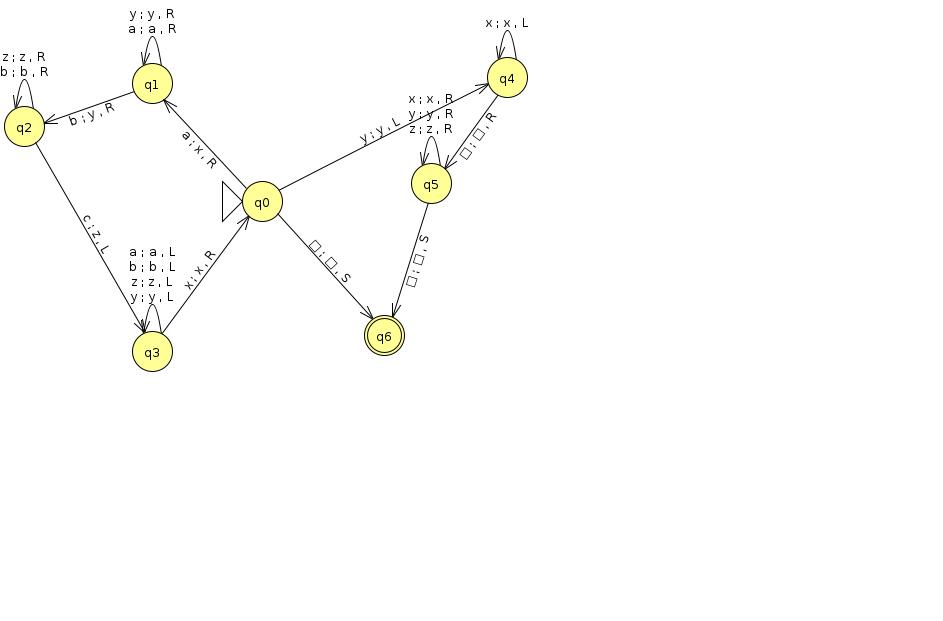 y ; y , R
a ; a , R
q1
z ; z , R
b ; b , R
q2
b ; y , R
a ; x , R
x ; x , L
q4
y ; y , L
x ; x , R
y ; y , R
z ; z , R
□ ; □ , R
q5
q0
c ; z , L
a ; a , L
b ; b , L
z ; z , L
y ; y , L
x ; x , R
□ ; □ , S
□ ; □ , S
q6
q3